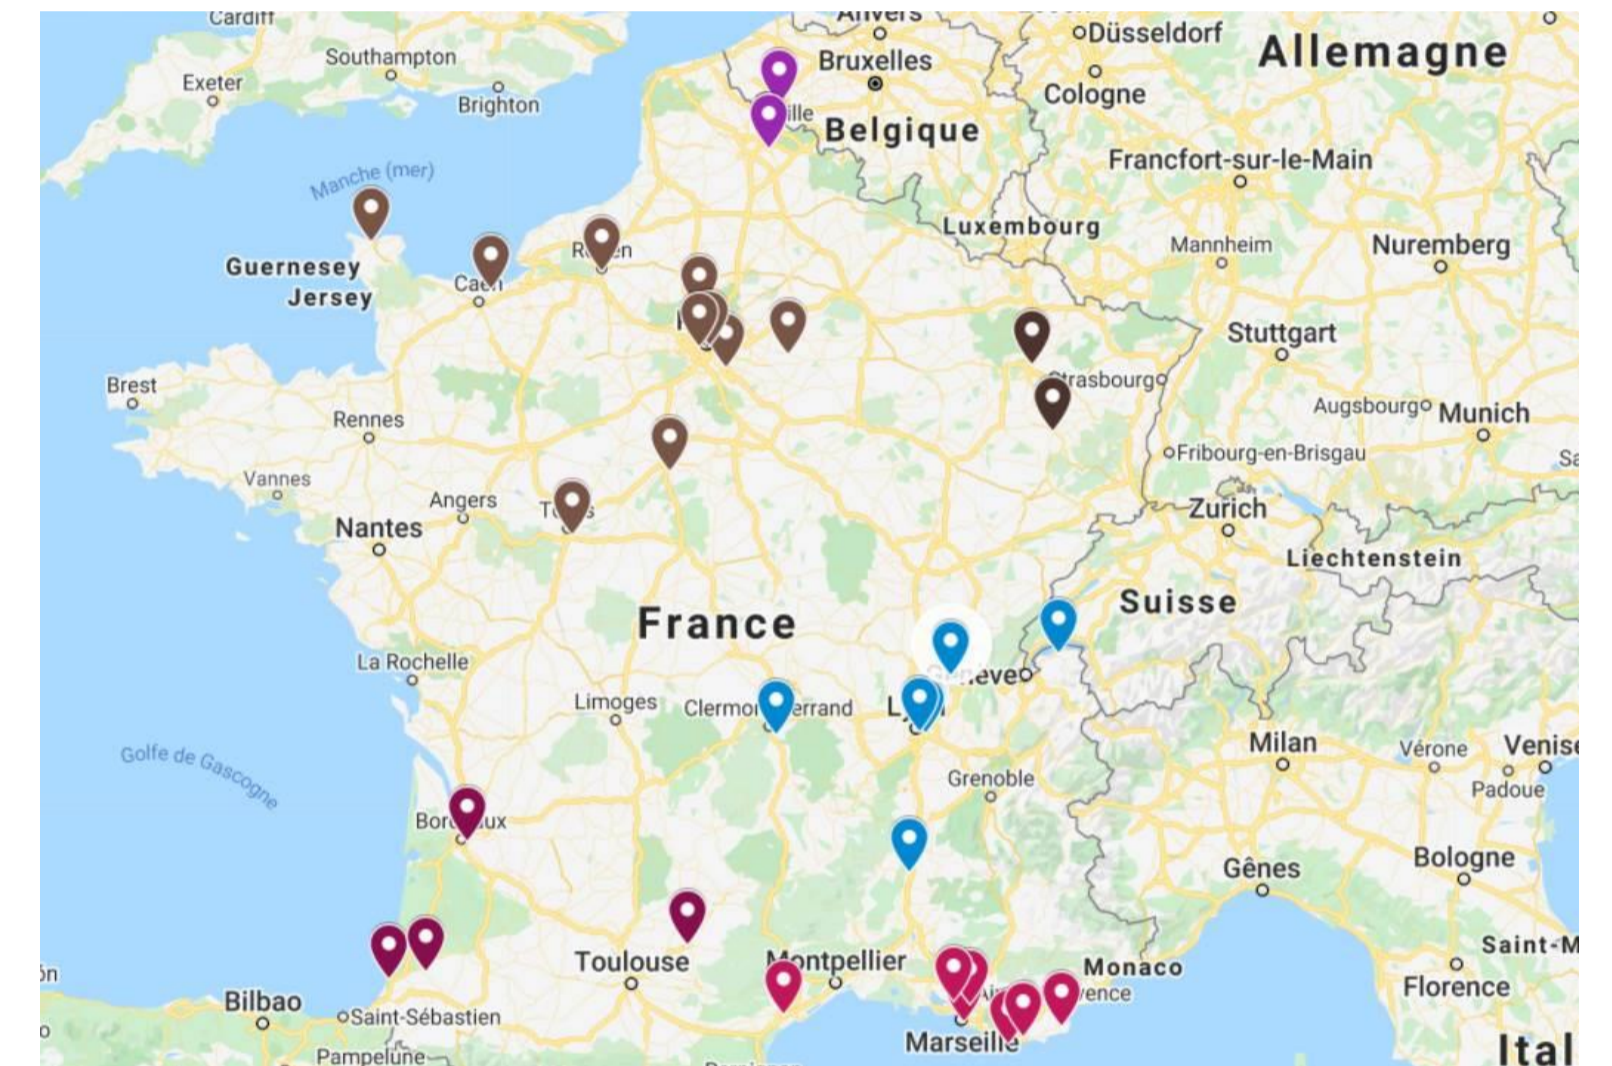 Cardiff
Anvers
Düsseldorf
Allemagne
Southampton
Bruxelles
Exeter
Brighton
Cologne
ille
Belgique
Francfort-sur-le-Main
Manche (mer)
Luxembourg
Mannheim
Nuremberg
Guernesey
Jersey
Stuttgart
Brest
Strasbourg
Augsbourg
Munich
Rennes
Fribourg-en-Brisgau
Vannes
Angers
Nantes
Zurich
Liechtenstein
Suisse
France
La Rochelle
Genève
Limoges
Milan
Vérone
Venise
Golfe de Gascogne
Grenoble
Padoue
Bologne
Gênes
Toulouse
Montpellier
Monaco
Saint-M
Florence
Bilbao
Saint-Sébastien
Marseille
Pampelune
Ital